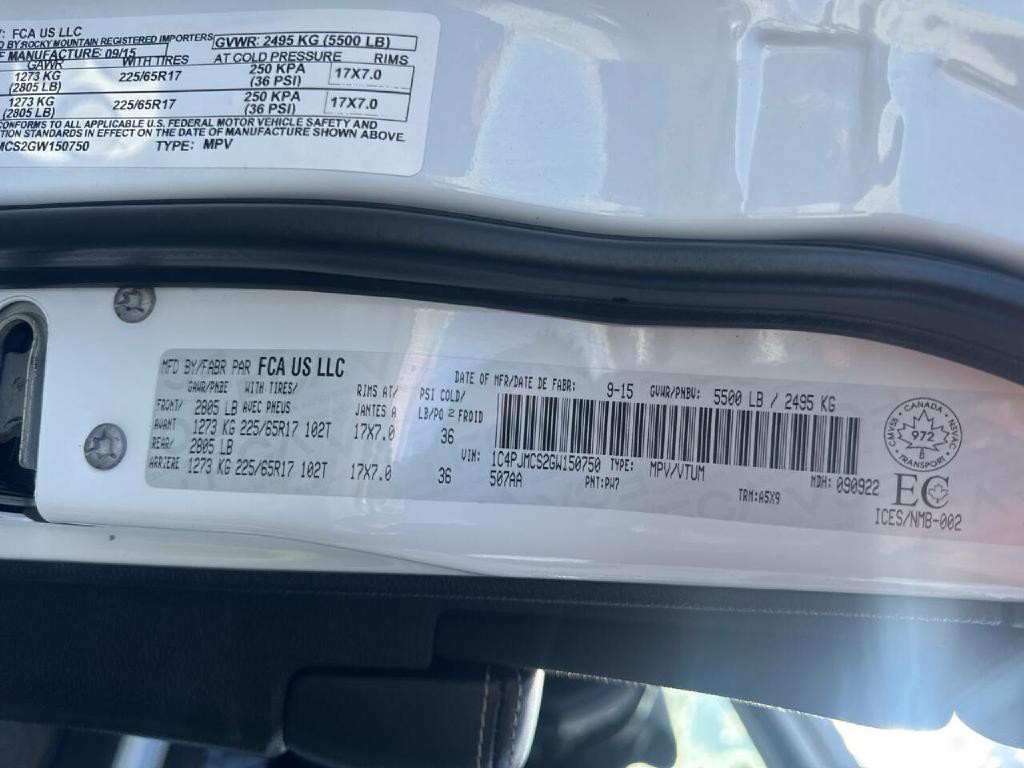 : FCA US LLC
D BY ROCKY MOUNTAIN REGISTERED IMPORTERS
GVWR: 2495 KG (5500 LB)
F MANUFACTURE: 09/15
GAWR WITH TIRES AT COLD PRESSURE RIMS
1273 KG 225/65R17 250 KPA 17X7.0
(2805 LB) (36 PSI)
1273 KG 225/65R17 250 KPA 17X7.0
(2805 LB) (36 PSI)
CONFORMS TO ALL APPLICABLE U.S. FEDERAL MOTOR VEHICLE SAFETY AND
TION STANDARDS IN EFFECT ON THE DATE OF MANUFACTURE SHOWN ABOVE.
MCS2GW150750 TYPE: MPV
MFD BY/FABR PAR FCA US LLC
DATE OF MFR/DATE DE FABR: 9-15 GVWR/PNBV: 5500 LB / 2495 KG
GAWR/PNBE WITH TIRES/ RIMS AT/ PSI COLD/
FRONT/ 2805 LB AVEC PNEUS JANTES A LB/PO 2 FROID
AVANT 1273 KG 225/65R17 102T 17X7.0 36
REAR/ 2805 LB
ARRIERE 1273 KG 225/65R17 102T 17X7.0 36
VIN: 1C4PJMCS2GW150750 TYPE: MPV/VTUM
507AA PNT:PW7 TRM:A5X9 MDH: 090922
CANADA
CMVSA NSVAC
972
TRANSPORT
EC
ICES/NMB-002